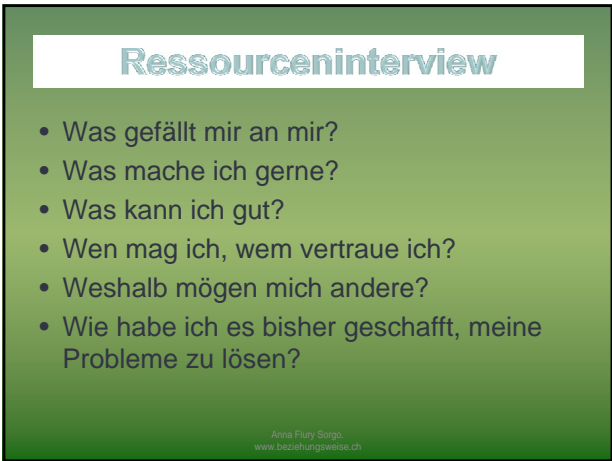 Ressourceninterview
• Was gefällt mir an mir?
• Was mache ich gerne?
• Was kann ich gut?
• Wen mag ich, wem vertraue ich?
• Weshalb mögen mich andere?
• Wie habe ich es bisher geschafft, meine
Probleme zu lösen?
Anna Flury Sorgo.
www.beziehungsweise.ch